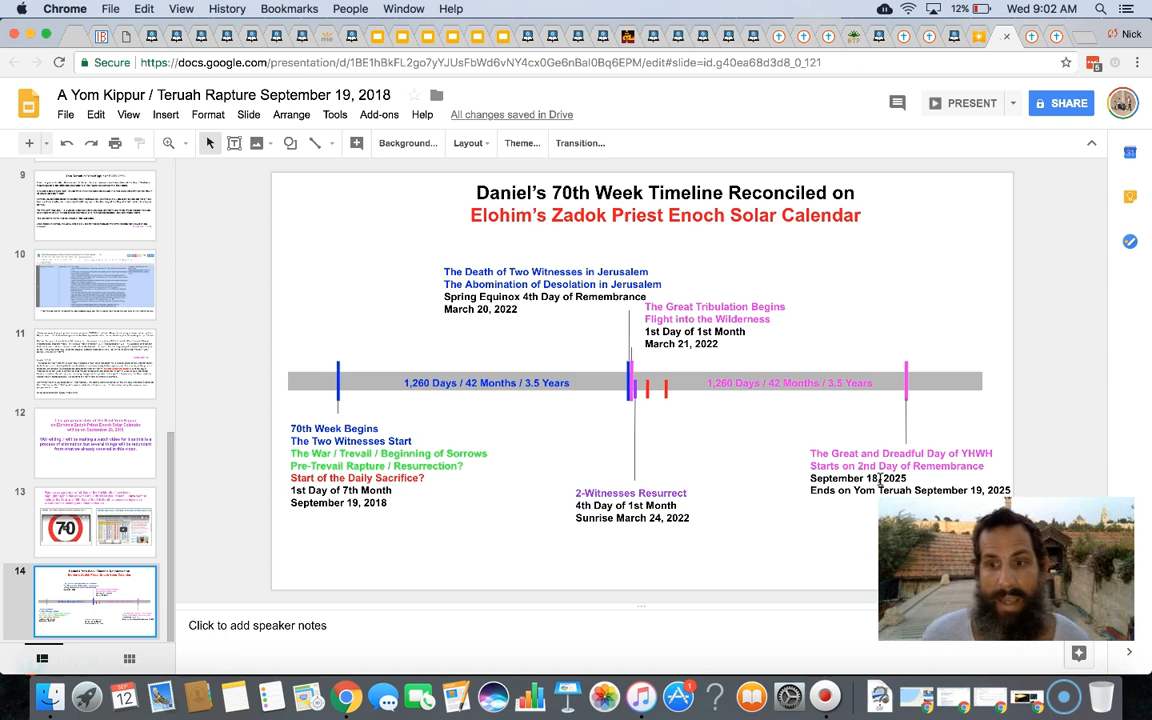 Chrome File Edit View History Bookmarks People Window Help
12% Wed 9:02 AM
Nick
Secure https://docs.google.com/presentation/d/1BE1hBkFL2go7yYJUsFbWd6vNY4cx0Ge6nBal0Bq6EPM/edit#slide=id.g40ea68d3d8_0_121
A Yom Kippur / Teruah Rapture September 19, 2018
File Edit View Insert Format Slide Arrange Tools Add-ons Help All changes saved in Drive
PRESENT SHARE
Background... Layout Theme... Transition...
9
10
11
12
13
14
Daniel's 70th Week Timeline Reconciled on
Elohim's Zadok Priest Enoch Solar Calendar
The Death of Two Witnesses in Jerusalem
The Abomination of Desolation in Jerusalem
Spring Equinox 4th Day of Remembrance
March 20, 2022
The Great Tribulation Begins
Flight into the Wilderness
1st Day of 1st Month
March 21, 2022
1,260 Days / 42 Months / 3.5 Years
1,260 Days / 42 Months / 3.5 Years
70th Week Begins
The Two Witnesses Start
The War / Trevail / Beginning of Sorrows
Pre-Trevail Rapture / Resurrection?
Start of the Daily Sacrifice?
1st Day of 7th Month
September 19, 2018
2-Witnesses Resurrect
4th Day of 1st Month
Sunrise March 24, 2022
The Great and Dreadful Day of YHWH
Starts on 2nd Day of Remembrance
September 18, 2025
Ends on Yom Teruah September 19, 2025
Click to add speaker notes